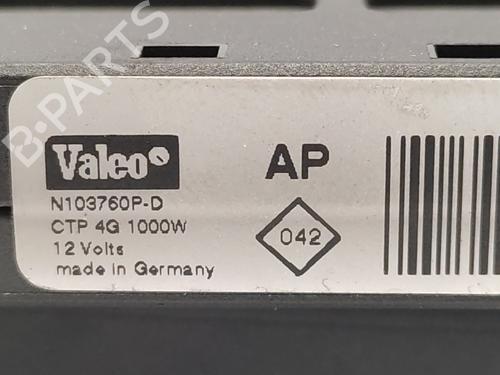 B-PARTS
Valeo
AP
N103760P-D
CTP 4G 1000W
12 Volts
made in Germany
042